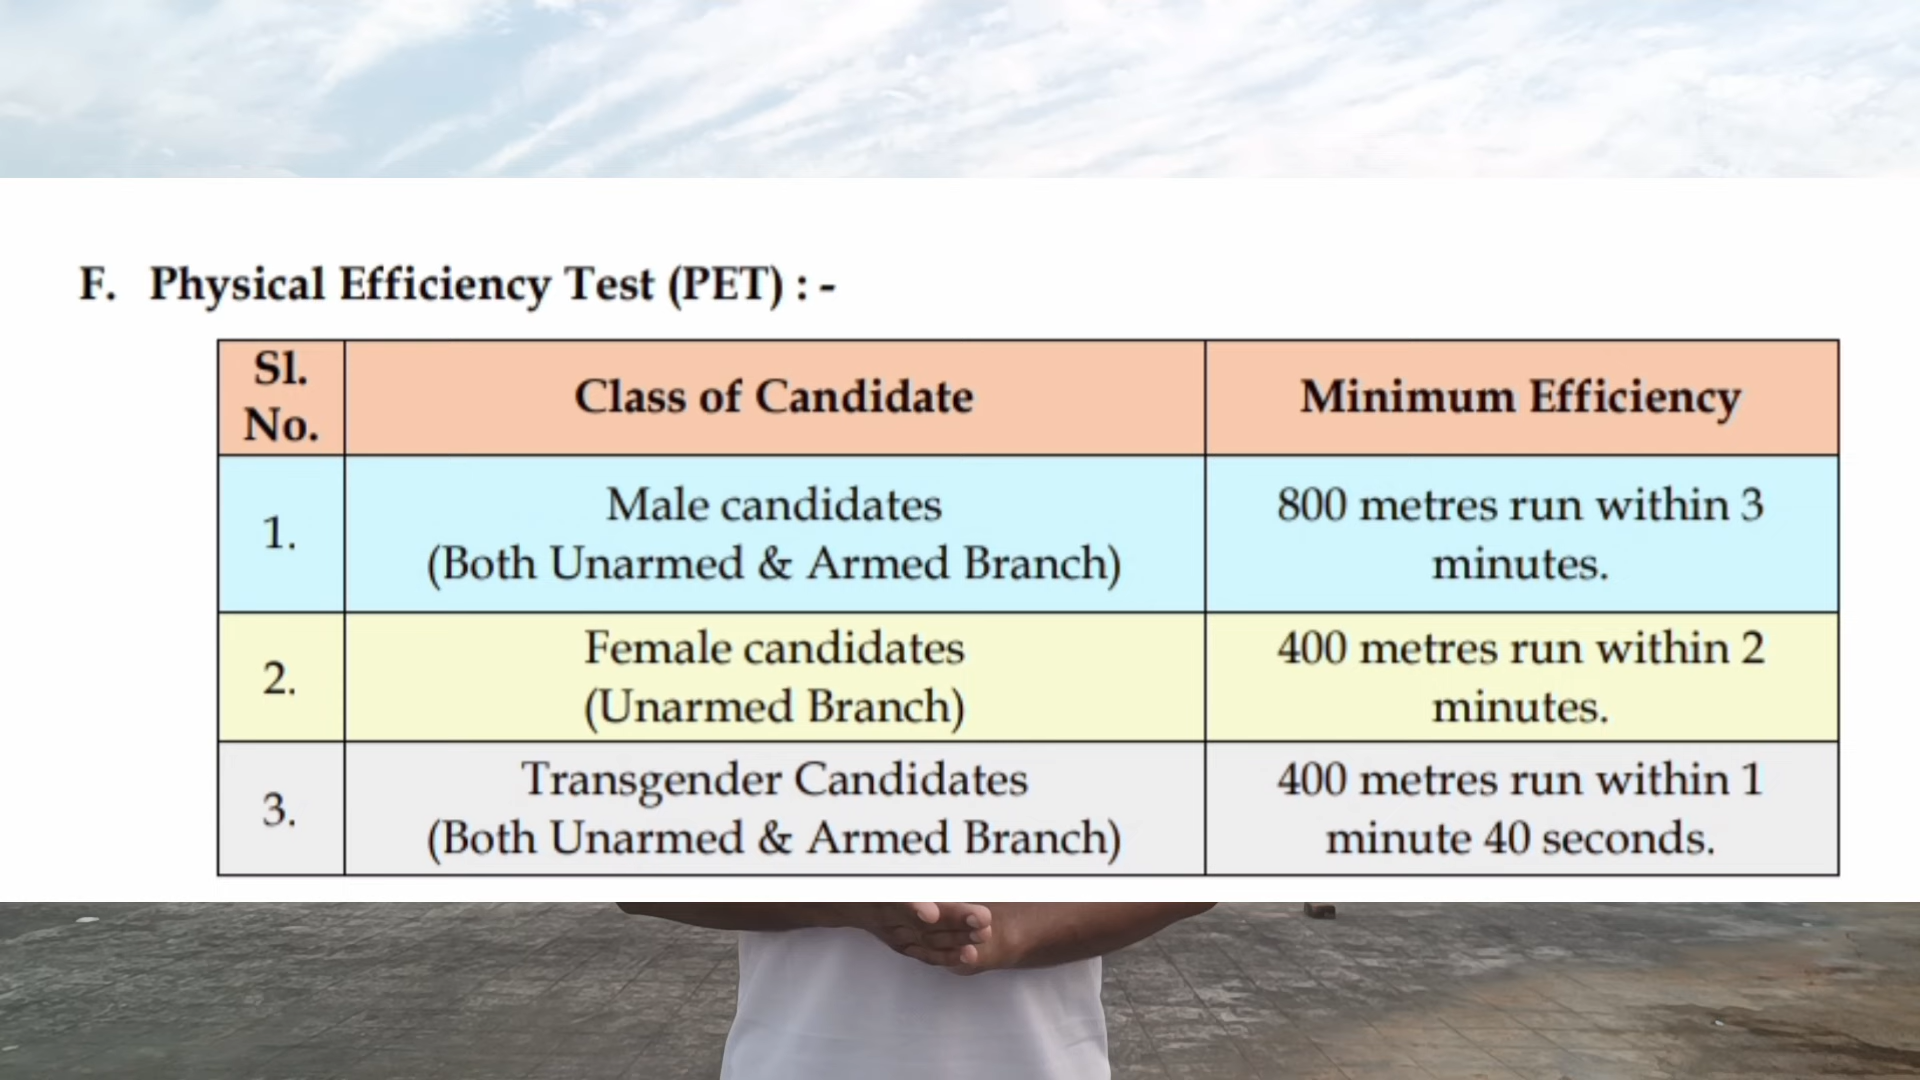 F. Physical Efficiency Test (PET) : -
Sl.
No.
Class of Candidate
Minimum Efficiency
1.
Male candidates
(Both Unarmed & Armed Branch)
800 metres run within 3
minutes.
2.
Female candidates
(Unarmed Branch)
400 metres run within 2
minutes.
3.
Transgender Candidates
(Both Unarmed & Armed Branch)
400 metres run within 1
minute 40 seconds.